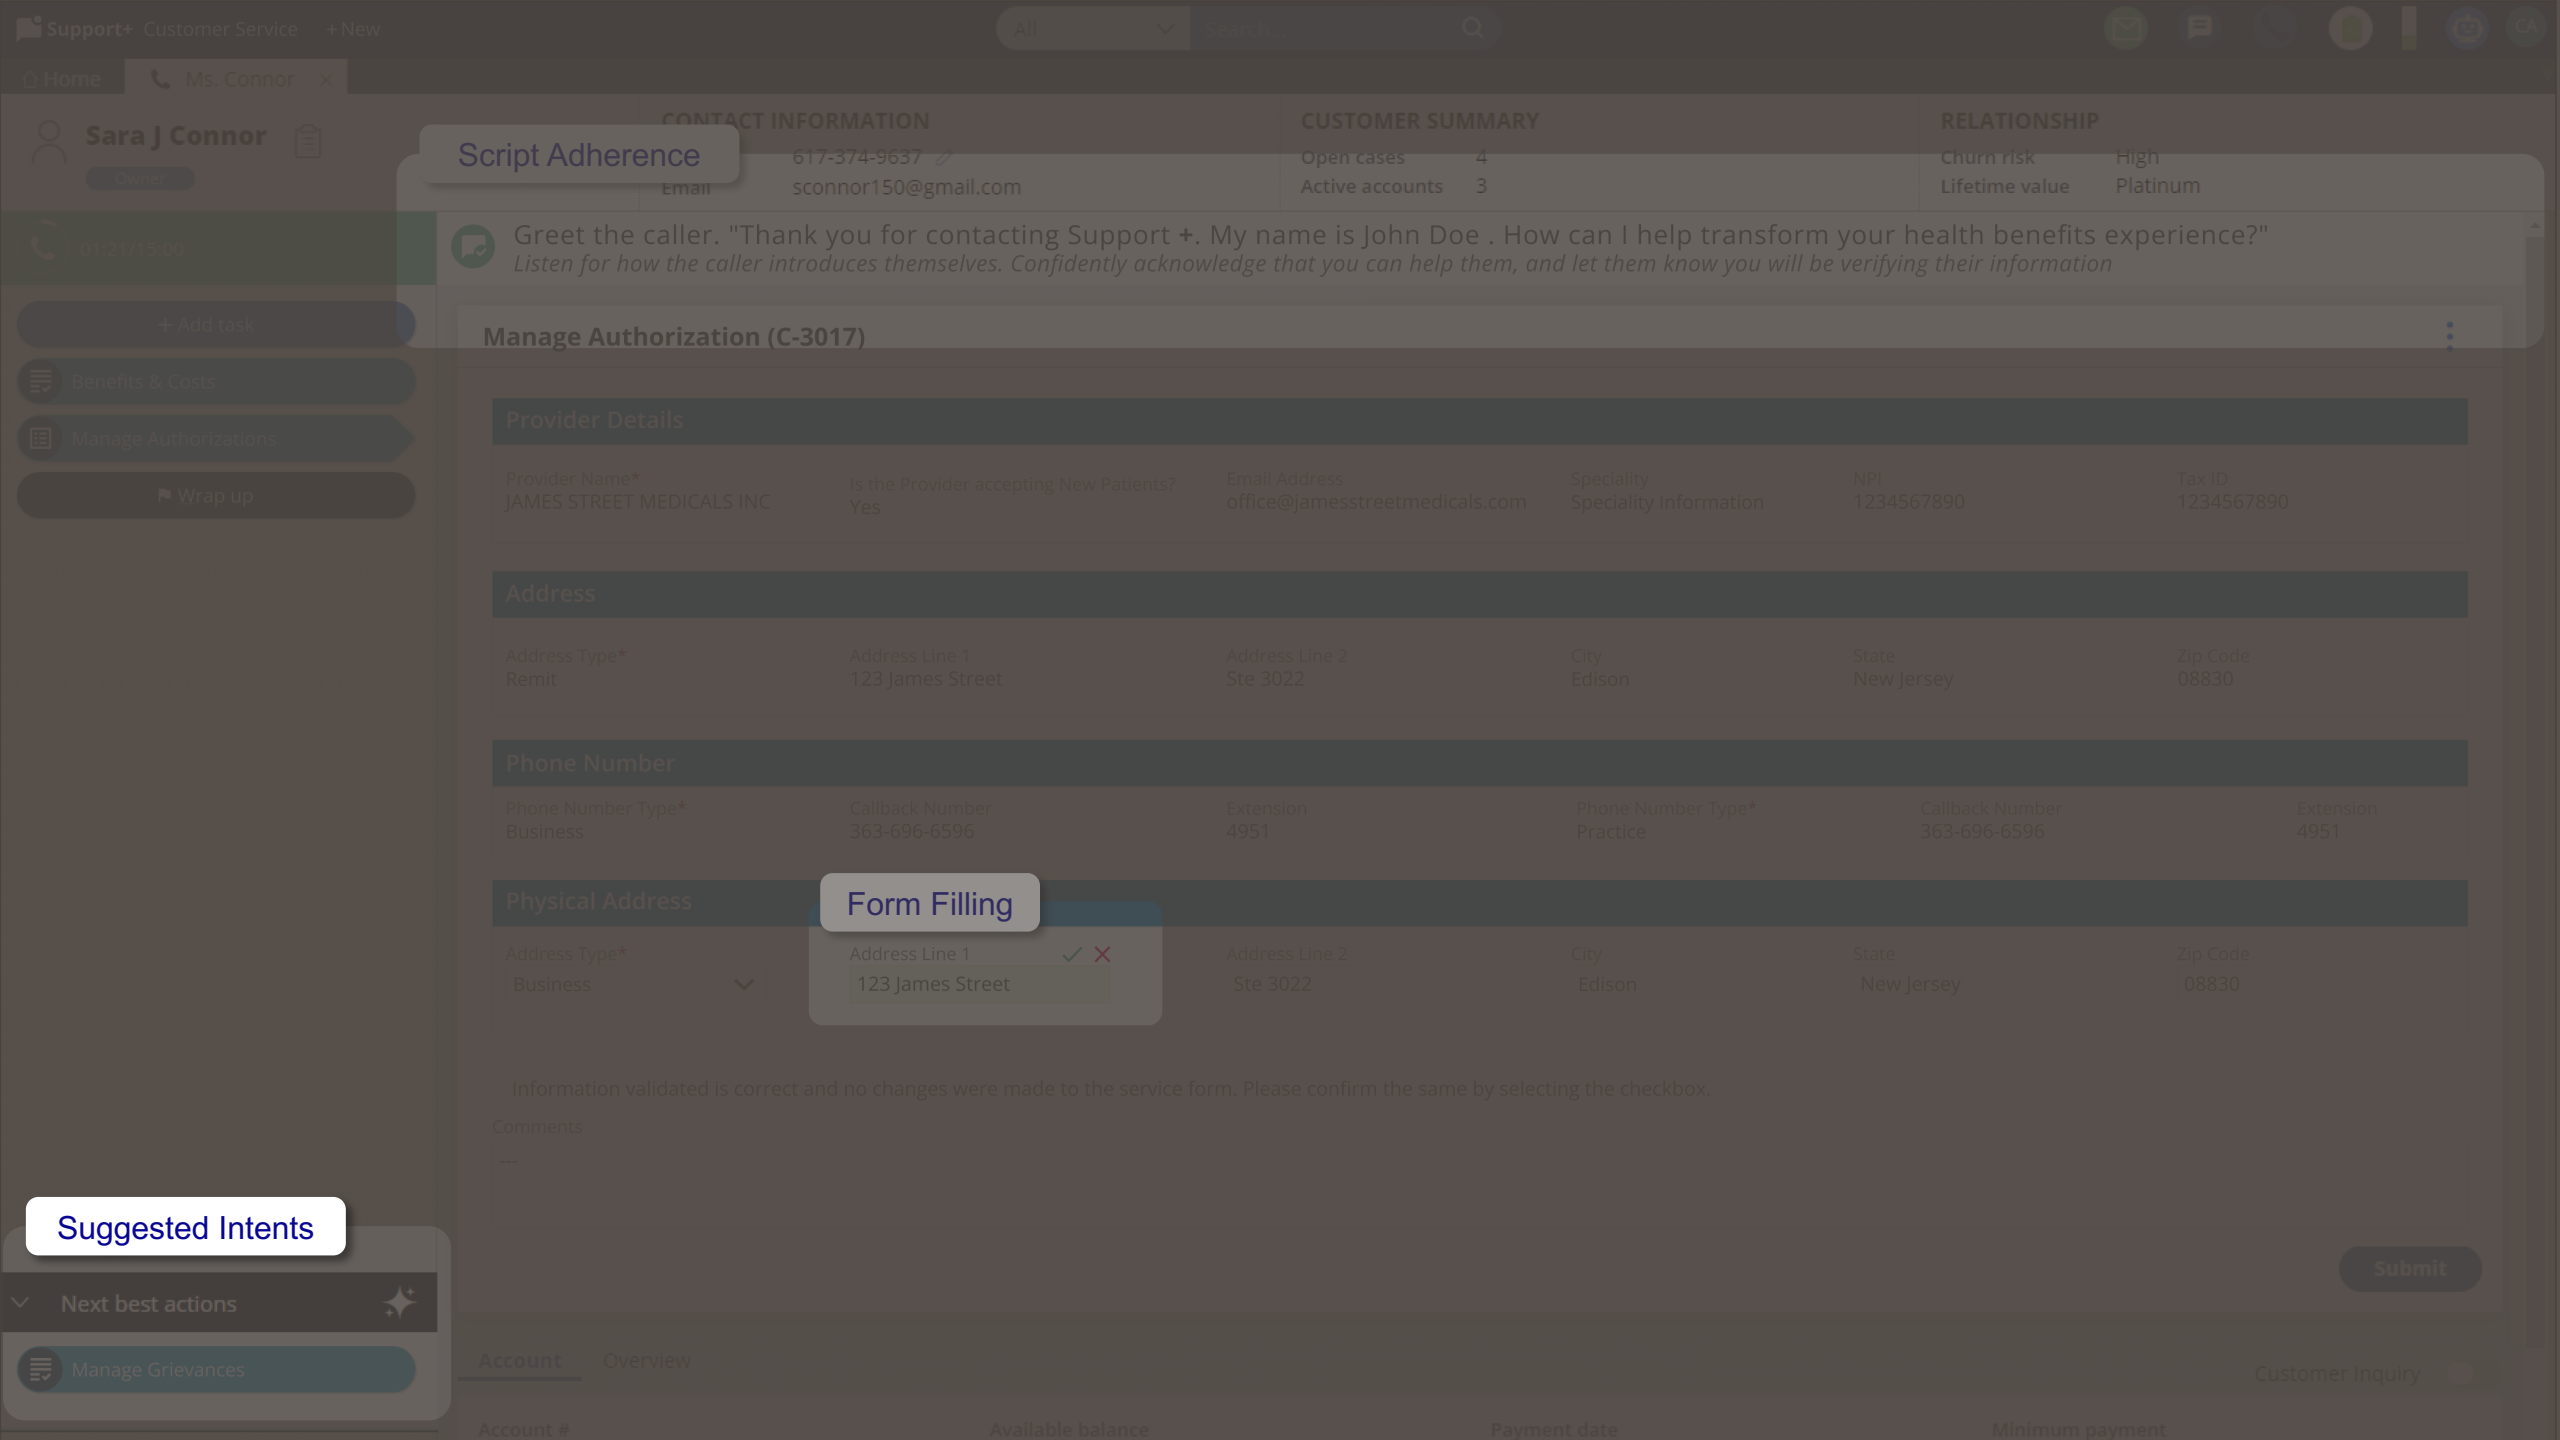 Support+ Customer Service + New
All
Search...
CA
Home
Ms. Connor
Sara J Connor
Owner
CONTACT INFORMATION
617-374-9637
Email sconnor150@gmail.com
CUSTOMER SUMMARY
Open cases 4
Active accounts 3
RELATIONSHIP
Churn risk High
Lifetime value Platinum
Script Adherence
01:21/15:00
Greet the caller. "Thank you for contacting Support +. My name is John Doe . How can I help transform your health benefits experience?"
Listen for how the caller introduces themselves. Confidently acknowledge that you can help them, and let them know you will be verifying their information
+ Add task
Benefits & Costs
Manage Authorizations
Wrap up
Manage Authorization (C-3017)
Provider Details
Provider Name* Is the Provider accepting New Patients? Email Address Speciality NPI Tax ID
JAMES STREET MEDICALS INC Yes office@jamesstreetmedicals.com Speciality Information 1234567890 1234567890
Address
Address Type* Address Line 1 Address Line 2 City State Zip Code
Remit 123 James Street Ste 3022 Edison New Jersey 08830
Phone Number
Phone Number Type* Callback Number Extension Phone Number Type* Callback Number Extension
Business 363-696-6596 4951 Practice 363-696-6596 4951
Physical Address
Form Filling
Address Type* Address Line 1 Address Line 2 City State Zip Code
Business 123 James Street Ste 3022 Edison New Jersey 08830
Information validated is correct and no changes were made to the service form. Please confirm the same by selecting the checkbox.
Comments
---
Submit
Suggested Intents
Next best actions
Manage Grievances
Account Overview
Customer Inquiry
Account # Available balance Payment date Minimum payment